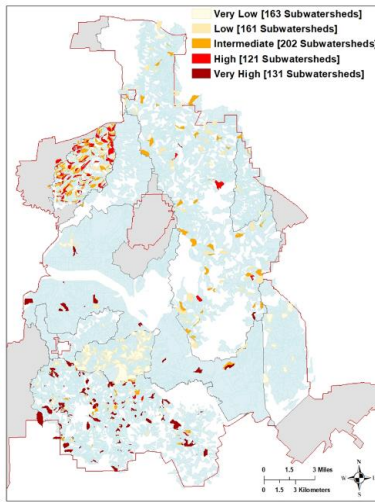 Very Low [163 Subwatersheds]
Low [161 Subwatersheds]
Intermediate [202 Subwatersheds]
High [121 Subwatersheds]
Very High [131 Subwatersheds]
N
W E
S
0 1.5 3 Miles
0 1.5 3 Kilometers